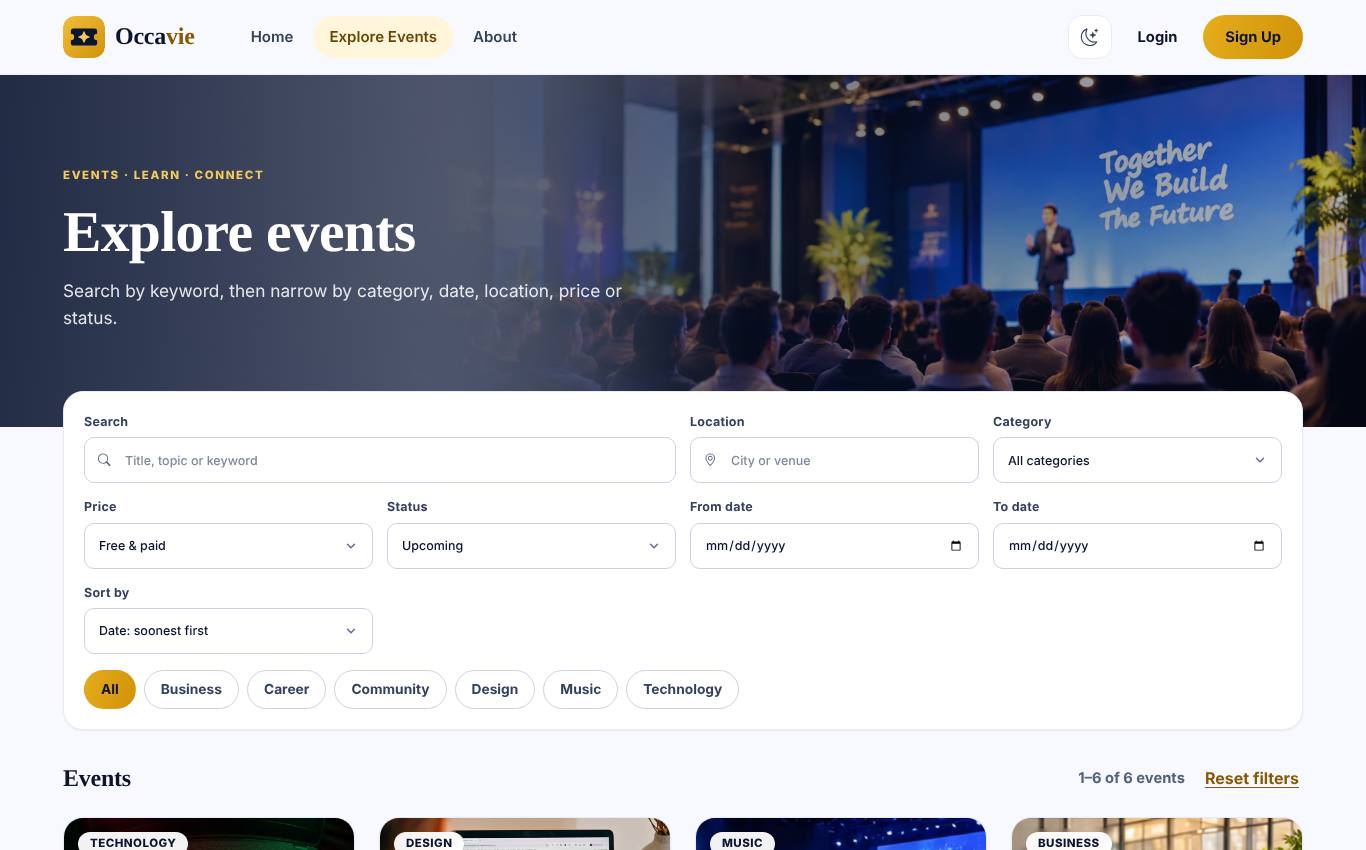 Occavie
Home
Explore Events
About
Login
Sign Up
EVENTS · LEARN · CONNECT
Explore events
Search by keyword, then narrow by category, date, location, price or
status.
Together
We Build
The Future
Search
Location
Category
Title, topic or keyword
City or venue
All categories
Price
Status
From date
To date
Free & paid
Upcoming
mm/dd/yyyy
mm/dd/yyyy
Sort by
Date: soonest first
All
Business
Career
Community
Design
Music
Technology
Events
1–6 of 6 events
Reset filters
TECHNOLOGY
DESIGN
MUSIC
BUSINESS